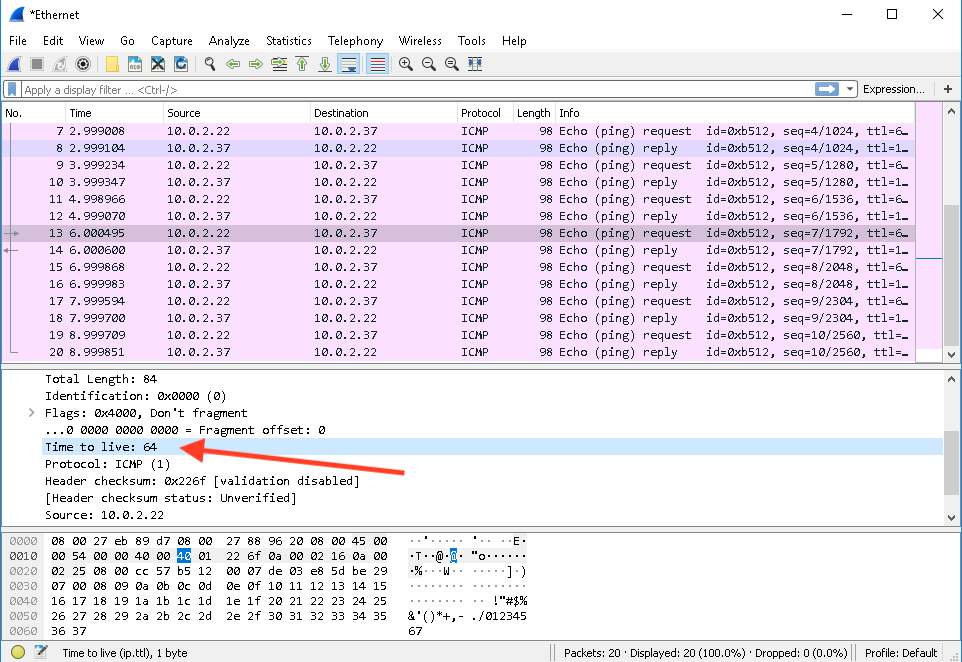 *Ethernet
File Edit View Go Capture Analyze Statistics Telephony Wireless Tools Help
Apply a display filter ... <Ctrl-/> Expression... +
No. Time Source Destination Protocol Length Info
7 2.999008 10.0.2.22 10.0.2.37 ICMP 98 Echo (ping) request id=0xb512, seq=4/1024, ttl=6…
8 2.999104 10.0.2.37 10.0.2.22 ICMP 98 Echo (ping) reply id=0xb512, seq=4/1024, ttl=1…
9 3.999234 10.0.2.22 10.0.2.37 ICMP 98 Echo (ping) request id=0xb512, seq=5/1280, ttl=6…
10 3.999347 10.0.2.37 10.0.2.22 ICMP 98 Echo (ping) reply id=0xb512, seq=5/1280, ttl=1…
11 4.998966 10.0.2.22 10.0.2.37 ICMP 98 Echo (ping) request id=0xb512, seq=6/1536, ttl=6…
12 4.999070 10.0.2.37 10.0.2.22 ICMP 98 Echo (ping) reply id=0xb512, seq=6/1536, ttl=1…
13 6.000495 10.0.2.22 10.0.2.37 ICMP 98 Echo (ping) request id=0xb512, seq=7/1792, ttl=6…
14 6.000600 10.0.2.37 10.0.2.22 ICMP 98 Echo (ping) reply id=0xb512, seq=7/1792, ttl=1…
15 6.999868 10.0.2.22 10.0.2.37 ICMP 98 Echo (ping) request id=0xb512, seq=8/2048, ttl=6…
16 6.999983 10.0.2.37 10.0.2.22 ICMP 98 Echo (ping) reply id=0xb512, seq=8/2048, ttl=1…
17 7.999594 10.0.2.22 10.0.2.37 ICMP 98 Echo (ping) request id=0xb512, seq=9/2304, ttl=6…
18 7.999700 10.0.2.37 10.0.2.22 ICMP 98 Echo (ping) reply id=0xb512, seq=9/2304, ttl=1…
19 8.999709 10.0.2.22 10.0.2.37 ICMP 98 Echo (ping) request id=0xb512, seq=10/2560, ttl=…
20 8.999851 10.0.2.37 10.0.2.22 ICMP 98 Echo (ping) reply id=0xb512, seq=10/2560, ttl=…
Total Length: 84
Identification: 0x0000 (0)
Flags: 0x4000, Don't fragment
...0 0000 0000 0000 = Fragment offset: 0
Time to live: 64
Protocol: ICMP (1)
Header checksum: 0x226f [validation disabled]
[Header checksum status: Unverified]
Source: 10.0.2.22
0000 08 00 27 eb 89 d7 08 00 27 88 96 20 08 00 45 00 ··'····· '·· ··E·
0010 00 54 00 00 40 00 40 01 22 6f 0a 00 02 16 0a 00 ·T··@·@· "o······
0020 02 25 08 00 cc 57 b5 12 00 07 de 03 e8 5d be 29 ·%···W·· ·····]·)
0030 07 00 08 09 0a 0b 0c 0d 0e 0f 10 11 12 13 14 15 ········ ········
0040 16 17 18 19 1a 1b 1c 1d 1e 1f 20 21 22 23 24 25 ········ ·· !"#$%
0050 26 27 28 29 2a 2b 2c 2d 2e 2f 30 31 32 33 34 35 &'()*+,- ./012345
0060 36 37 67
Time to live (ip.ttl), 1 byte Packets: 20 · Displayed: 20 (100.0%) · Dropped: 0 (0.0%) Profile: Default